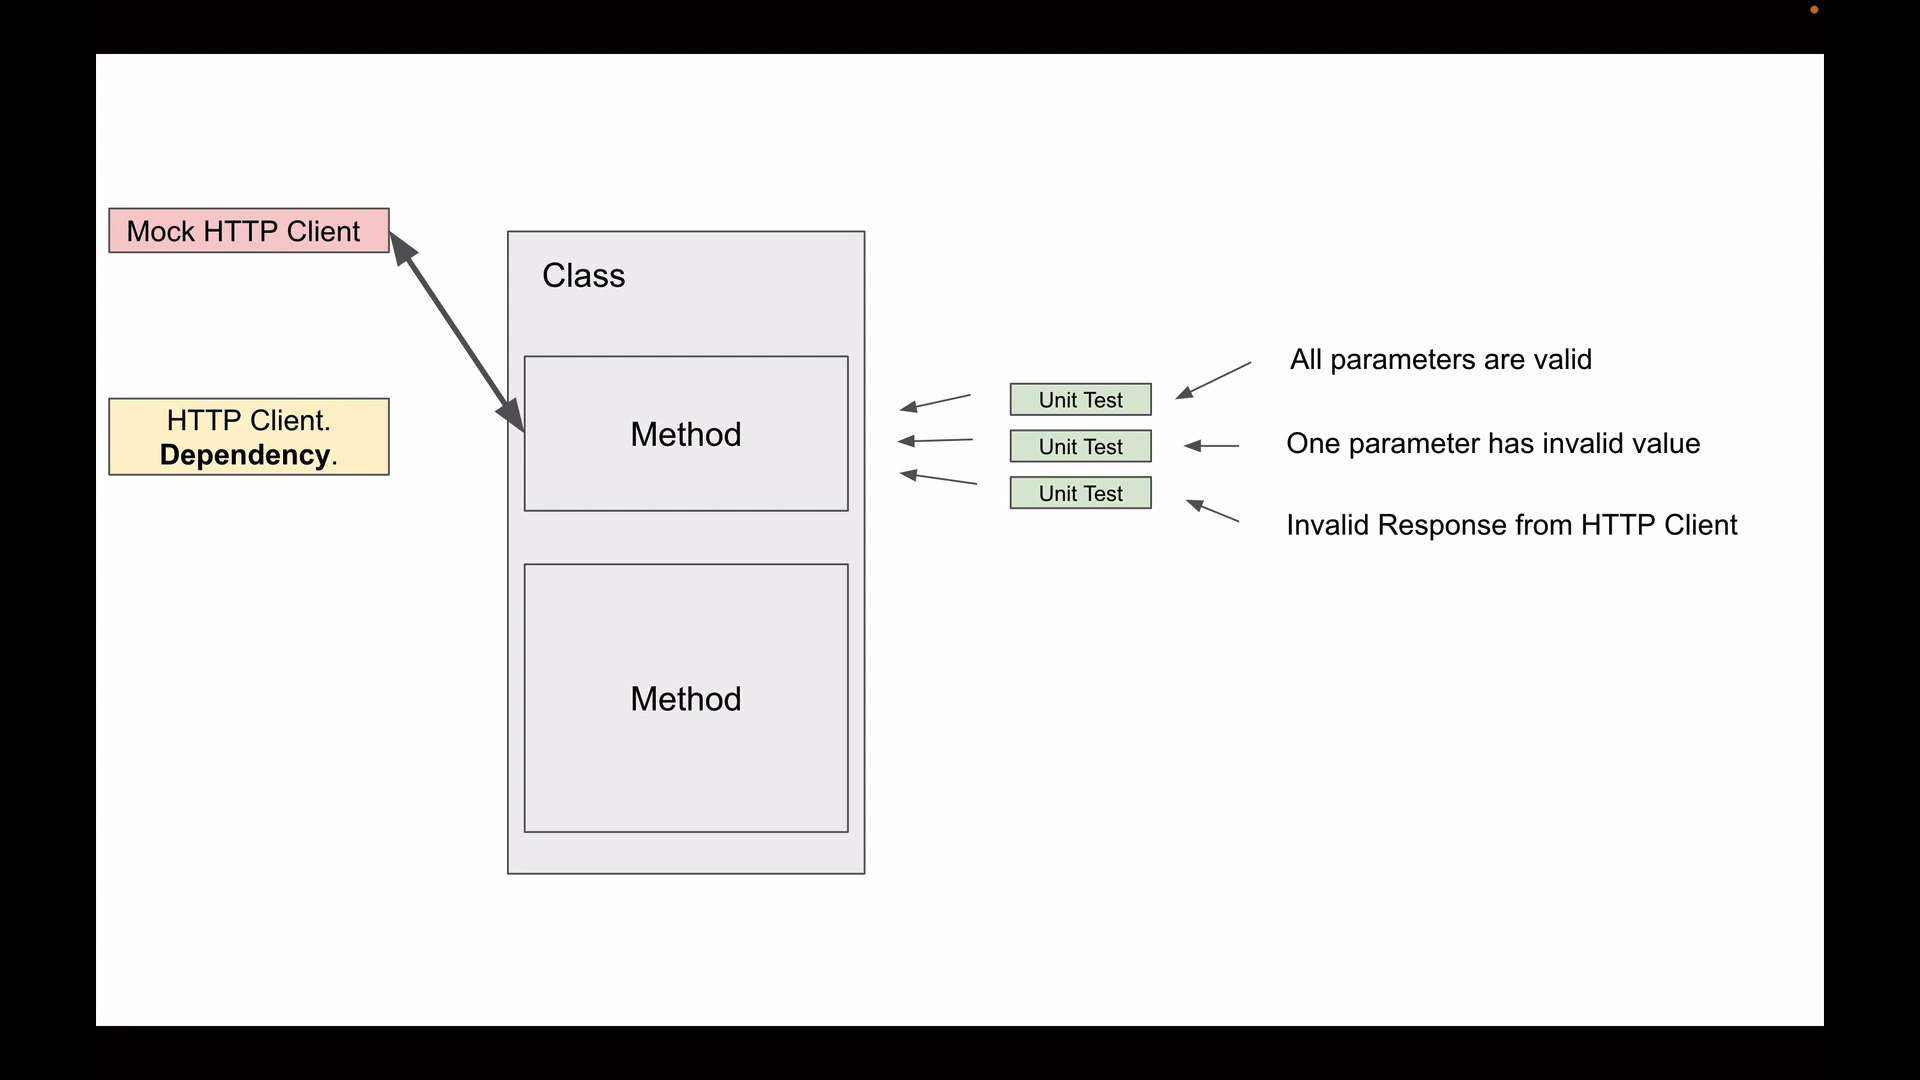 Mock HTTP Client
HTTP Client.
Dependency.
Class
Method
Method
Unit Test
Unit Test
Unit Test
All parameters are valid
One parameter has invalid value
Invalid Response from HTTP Client